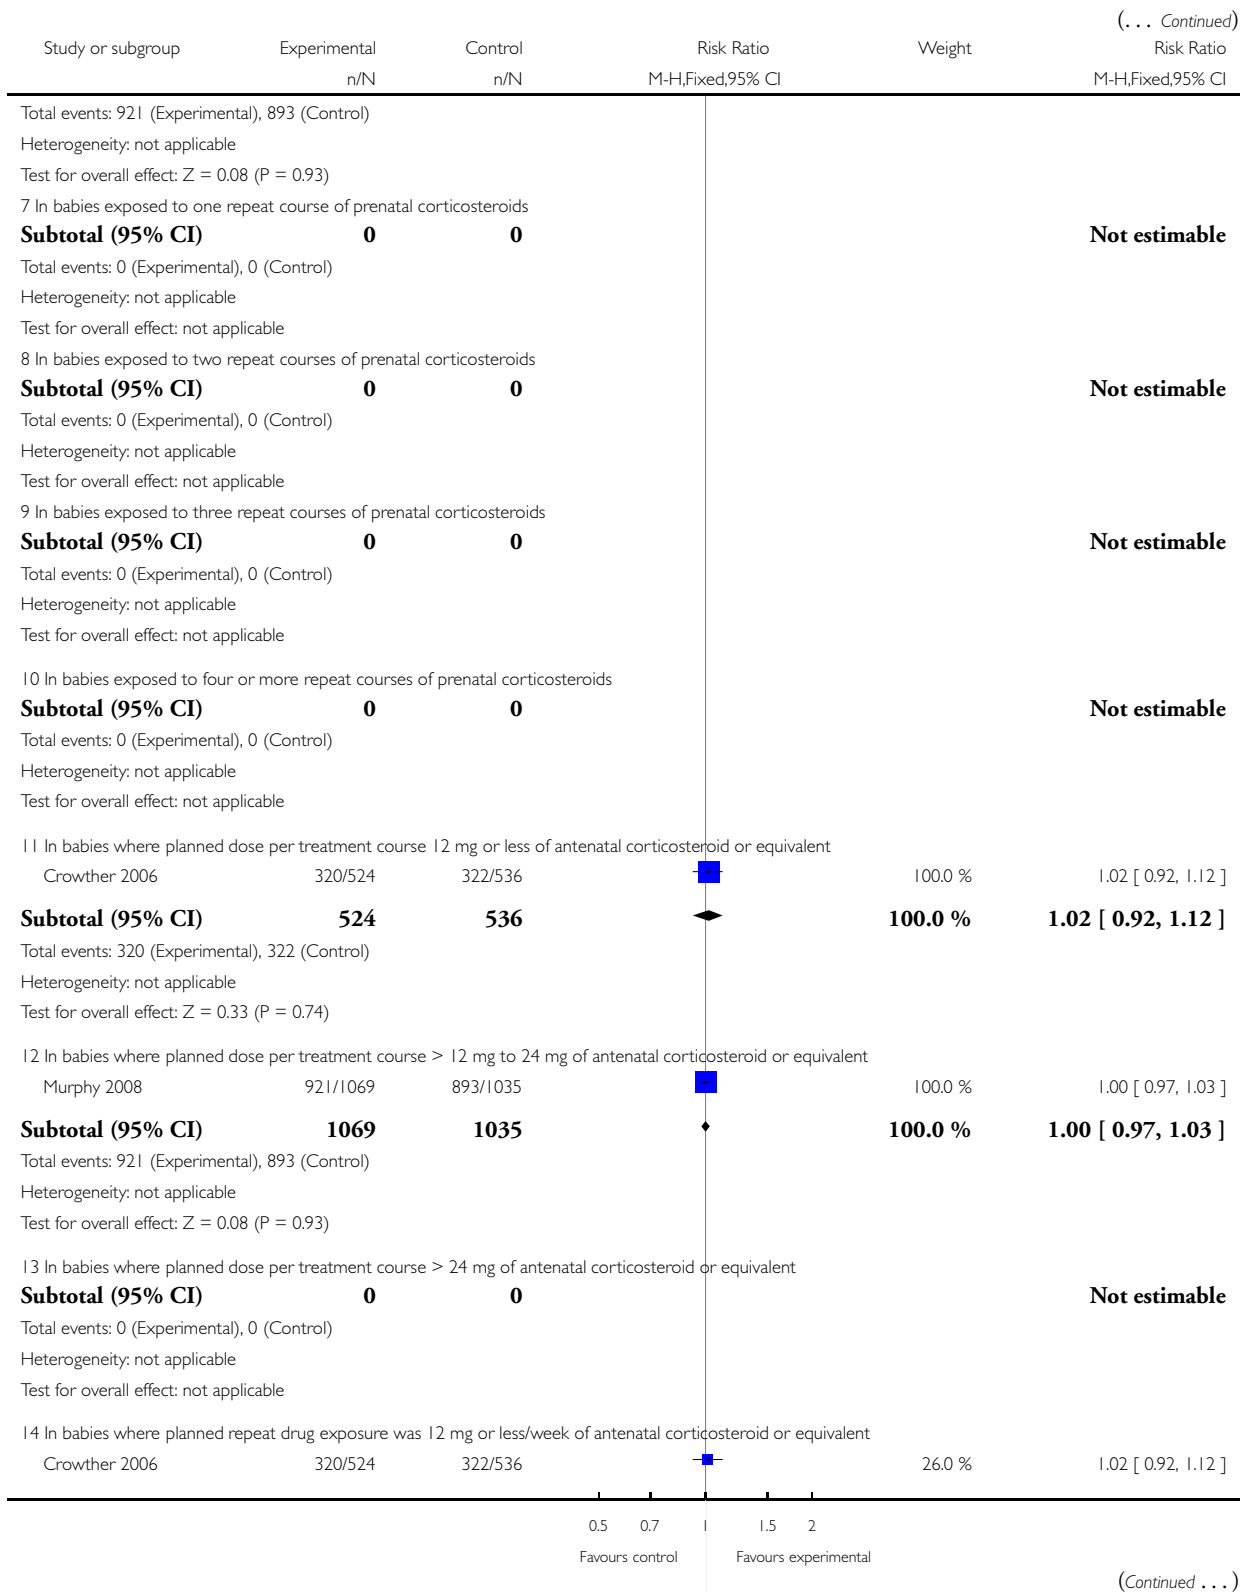 (... Continued)
Study or subgroup Experimental Control Risk Ratio Weight Risk Ratio
n/N n/N M-H,Fixed,95% CI M-H,Fixed,95% CI
Total events: 921 (Experimental), 893 (Control)
Heterogeneity: not applicable
Test for overall effect: Z = 0.08 (P = 0.93)
7 In babies exposed to one repeat course of prenatal corticosteroids
Subtotal (95% CI) 0 0 Not estimable
Total events: 0 (Experimental), 0 (Control)
Heterogeneity: not applicable
Test for overall effect: not applicable
8 In babies exposed to two repeat courses of prenatal corticosteroids
Subtotal (95% CI) 0 0 Not estimable
Total events: 0 (Experimental), 0 (Control)
Heterogeneity: not applicable
Test for overall effect: not applicable
9 In babies exposed to three repeat courses of prenatal corticosteroids
Subtotal (95% CI) 0 0 Not estimable
Total events: 0 (Experimental), 0 (Control)
Heterogeneity: not applicable
Test for overall effect: not applicable
10 In babies exposed to four or more repeat courses of prenatal corticosteroids
Subtotal (95% CI) 0 0 Not estimable
Total events: 0 (Experimental), 0 (Control)
Heterogeneity: not applicable
Test for overall effect: not applicable
11 In babies where planned dose per treatment course 12 mg or less of antenatal corticosteroid or equivalent
Crowther 2006 320/524 322/536 100.0 % 1.02 [ 0.92, 1.12 ]
Subtotal (95% CI) 524 536 100.0 % 1.02 [ 0.92, 1.12 ]
Total events: 320 (Experimental), 322 (Control)
Heterogeneity: not applicable
Test for overall effect: Z = 0.33 (P = 0.74)
12 In babies where planned dose per treatment course > 12 mg to 24 mg of antenatal corticosteroid or equivalent
Murphy 2008 921/1069 893/1035 100.0 % 1.00 [ 0.97, 1.03 ]
Subtotal (95% CI) 1069 1035 100.0 % 1.00 [ 0.97, 1.03 ]
Total events: 921 (Experimental), 893 (Control)
Heterogeneity: not applicable
Test for overall effect: Z = 0.08 (P = 0.93)
13 In babies where planned dose per treatment course > 24 mg of antenatal corticosteroid or equivalent
Subtotal (95% CI) 0 0 Not estimable
Total events: 0 (Experimental), 0 (Control)
Heterogeneity: not applicable
Test for overall effect: not applicable
14 In babies where planned repeat drug exposure was 12 mg or less/week of antenatal corticosteroid or equivalent
Crowther 2006 320/524 322/536 26.0 % 1.02 [ 0.92, 1.12 ]
0.5 0.7 1 1.5 2
Favours control Favours experimental
(Continued ...)